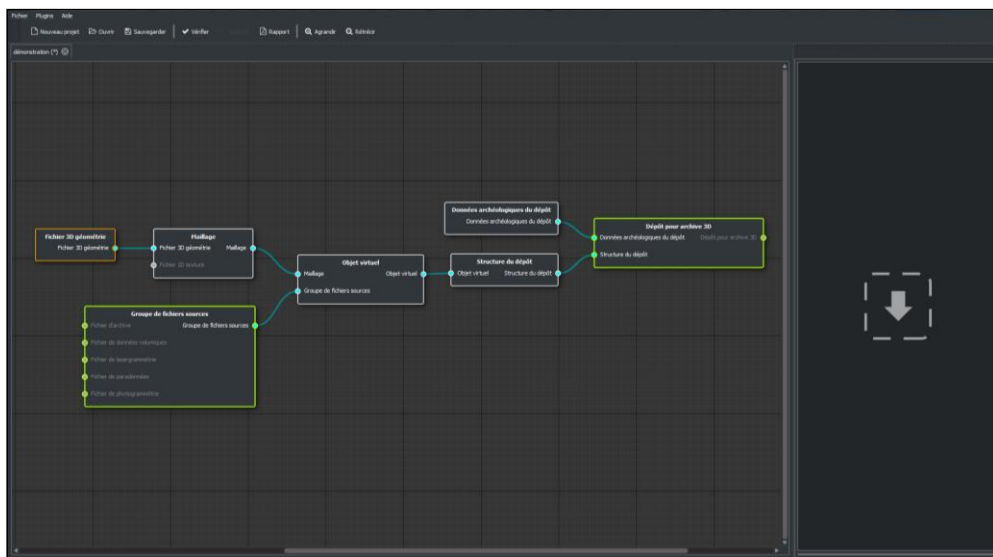 Fichier Plugins Aide
Nouveau projet Ouvrir Sauvegarder Vérifier Rapport Agrandir Rétrécir
démonstration (*)
Données archéologiques du dépôt
Données archéologiques du dépôt
Dépôt pour archive 3D
Données archéologiques du dépôt Dépôt pour archive 3D
Structure du dépôt
Fichier 3D géométrie
Fichier 3D géométrie
Maillage
Fichier 3D géométrie Maillage
Fichier 3D texture
Objet virtuel
Maillage Objet virtuel
Groupe de fichiers sources
Structure du dépôt
Objet virtuel Structure du dépôt
Groupe de fichiers sources
Fichier d'archive Groupe de fichiers sources
Fichier de données volumiques
Fichier de lasergrammétrie
Fichier de paradonnées
Fichier de photogrammétrie